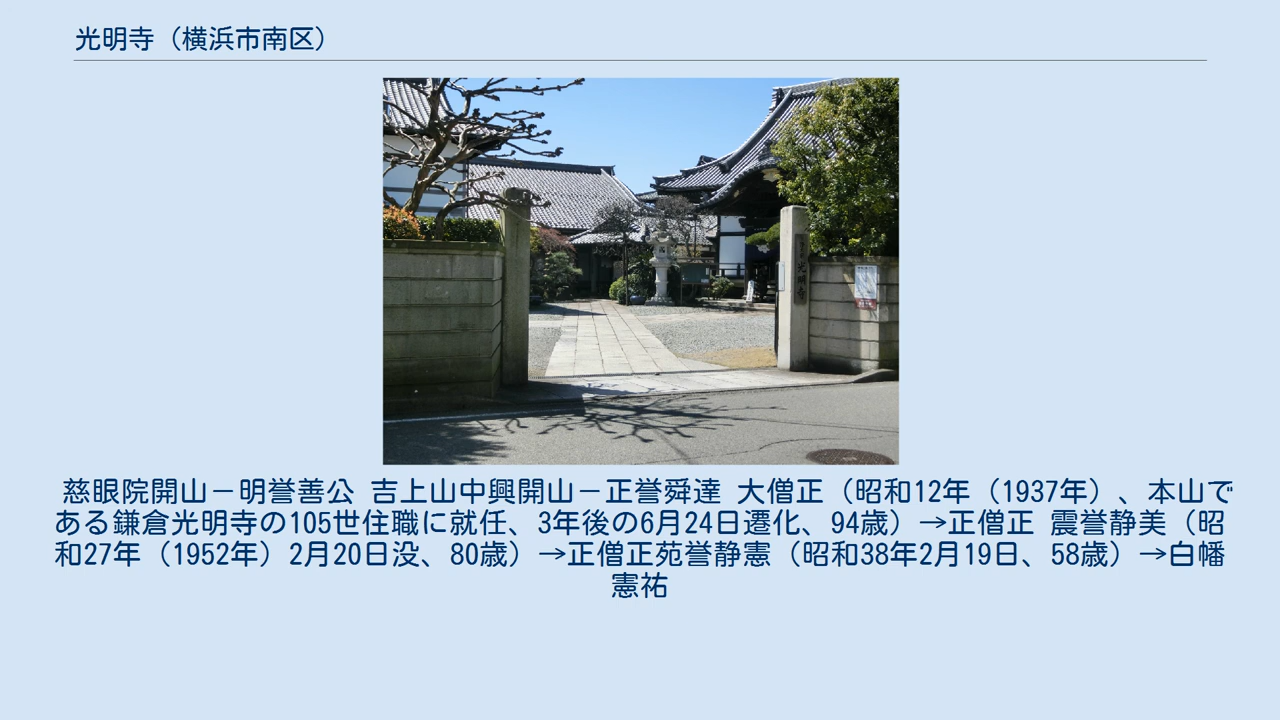 光明寺（横浜市南区）
光明寺
慈眼院開山－明誉善公 吉上山中興開山－正誉舜達 大僧正（昭和12年（1937年）、本山で
ある鎌倉光明寺の105世住職に就任、3年後の6月24日遷化、94歳）→正僧正 震誉静美（昭
和27年（1952年）2月20日没、80歳）→正僧正苑誉静憲（昭和38年2月19日、58歳）→白幡
憲祐